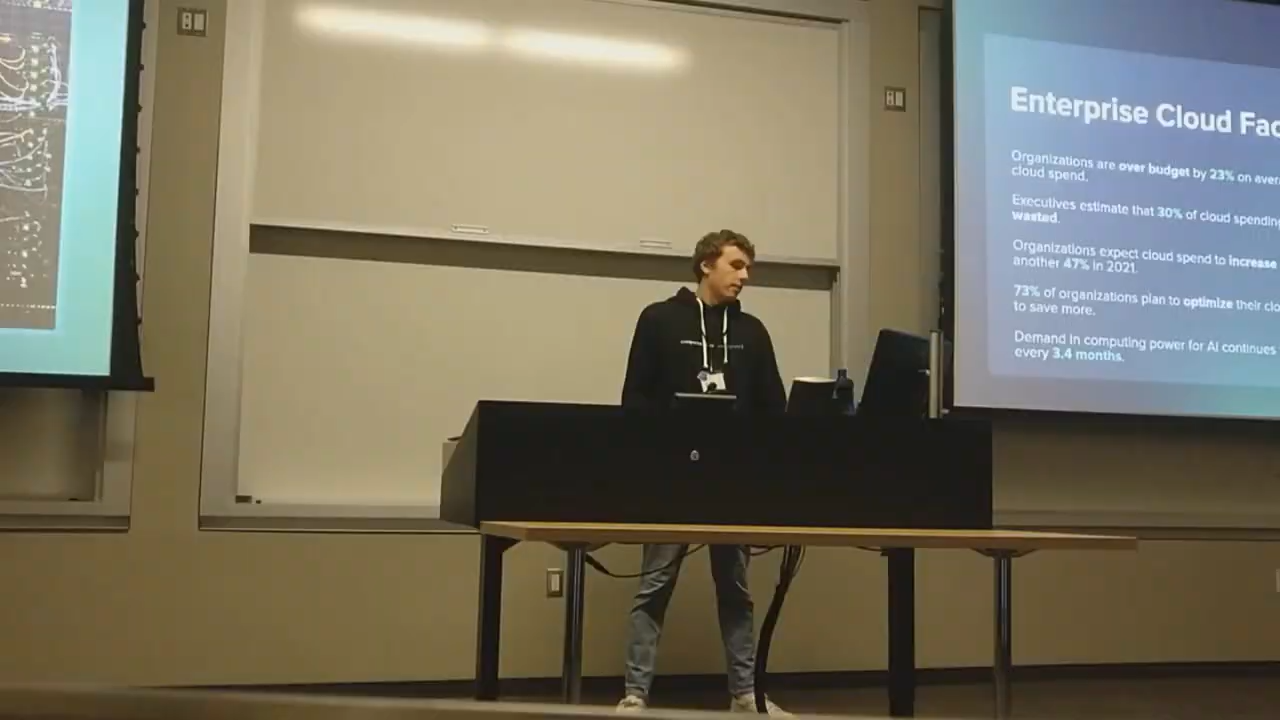 Enterprise Cloud Fac
Organizations are over budget by 23% on aver
cloud spend.
Executives estimate that 30% of cloud spending
wasted.
Organizations expect cloud spend to increase
another 47% in 2021.
73% of organizations plan to optimize their clo
to save more.
Demand in computing power for AI continues
every 3.4 months.